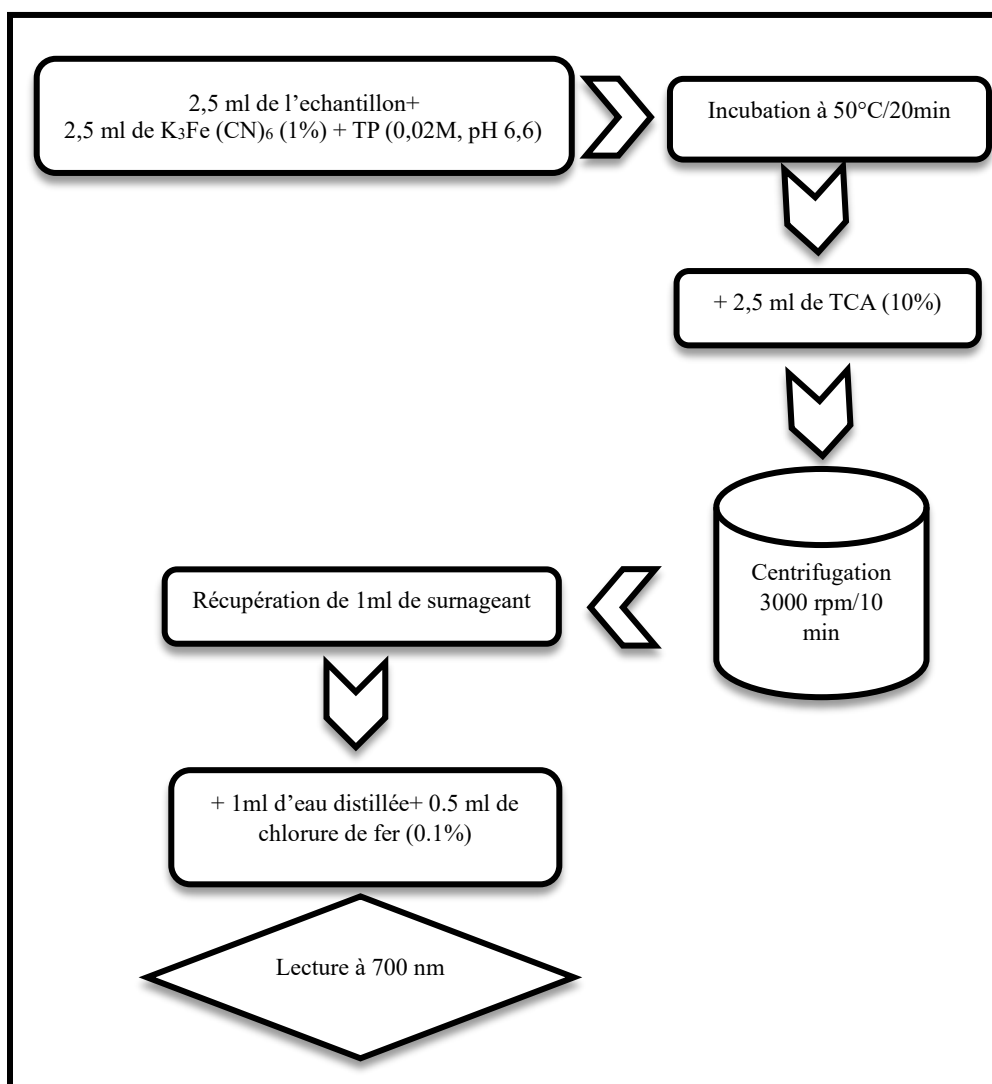 2,5 ml de l'echantillon+
2,5 ml de K₃Fe (CN)₆ (1%) + TP (0,02M, pH 6,6)
Incubation à 50°C/20min
+ 2,5 ml de TCA (10%)
Centrifugation
3000 rpm/10
min
Récupération de 1ml de surnageant
+ 1ml d'eau distillée+ 0.5 ml de
chlorure de fer (0.1%)
Lecture à 700 nm